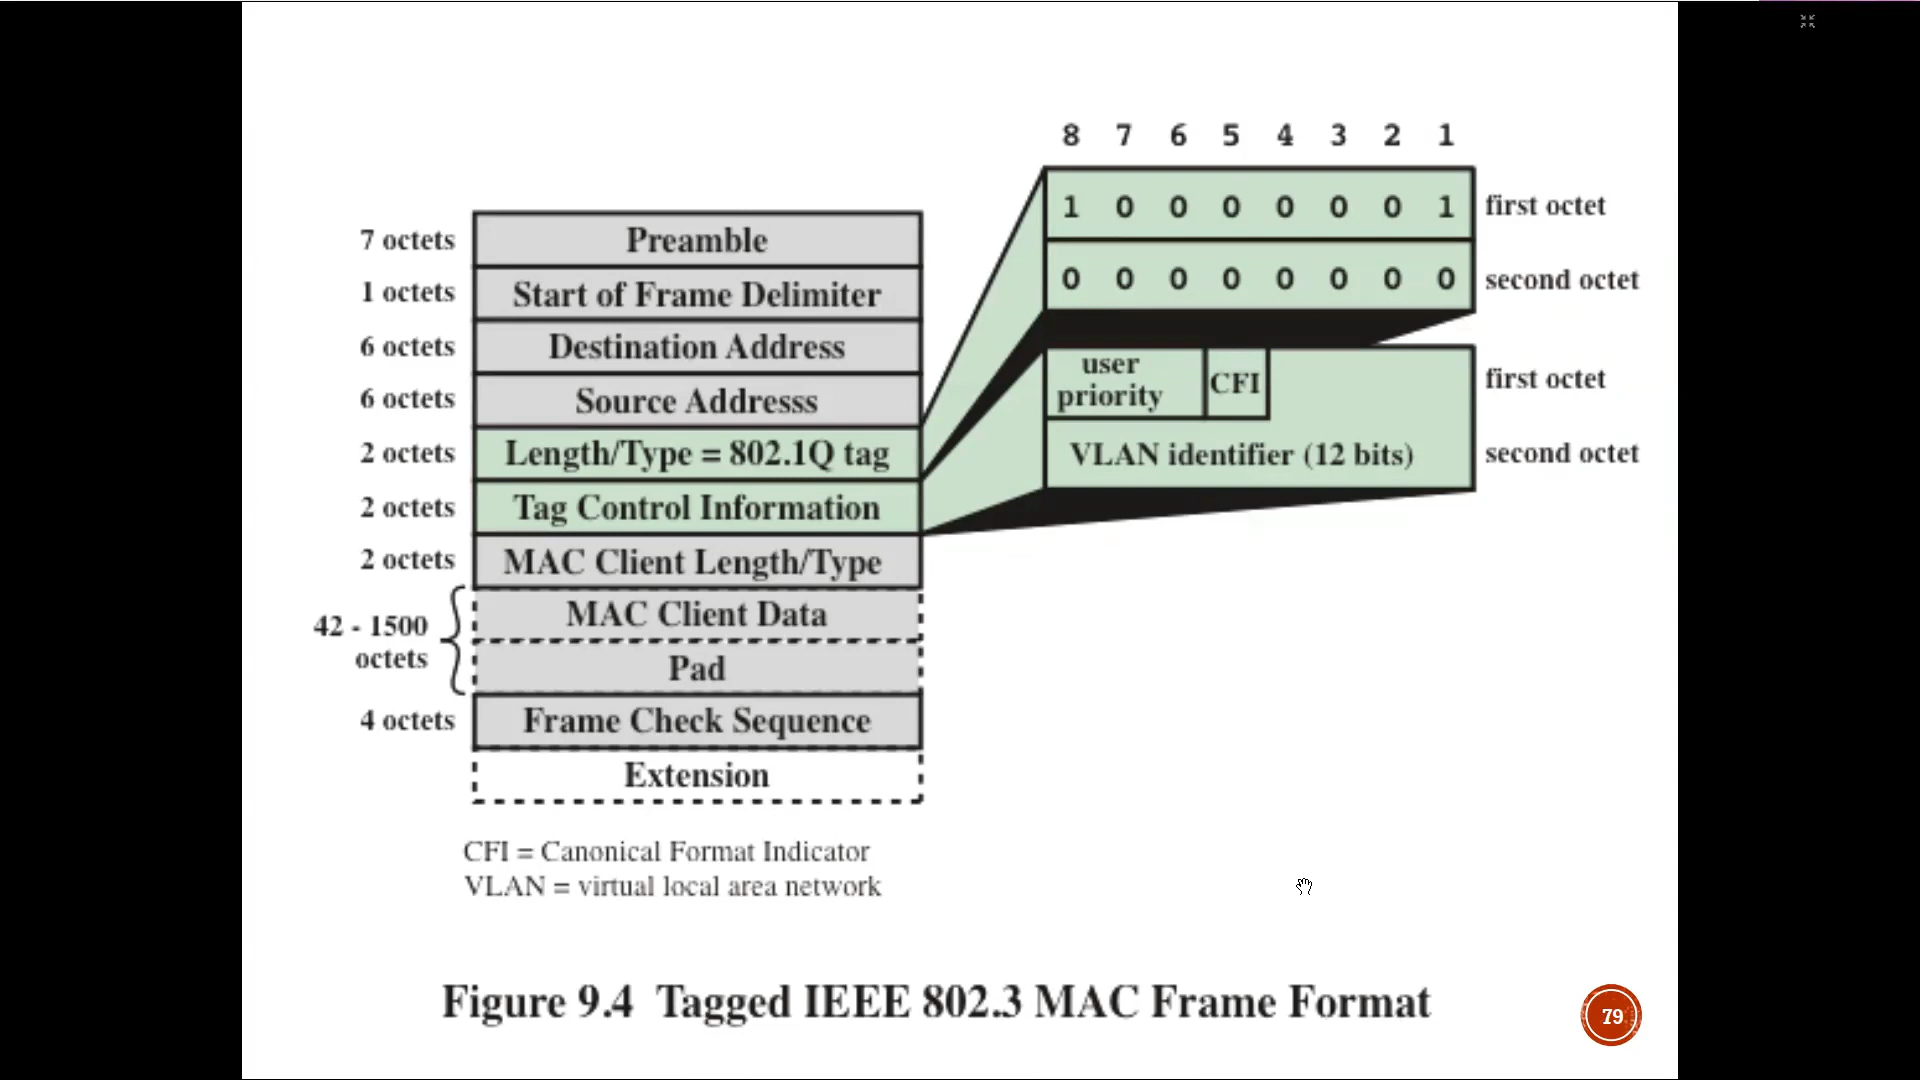 8 7 6 5 4 3 2 1
1 0 0 0 0 0 0 1 first octet
0 0 0 0 0 0 0 0 second octet
user
priority
CFI
first octet
VLAN identifier (12 bits)
second octet
7 octets Preamble
1 octets Start of Frame Delimiter
6 octets Destination Address
6 octets Source Addresss
2 octets Length/Type = 802.1Q tag
2 octets Tag Control Information
2 octets MAC Client Length/Type
42 - 1500
octets
MAC Client Data
Pad
4 octets Frame Check Sequence
Extension
CFI = Canonical Format Indicator
VLAN = virtual local area network
Figure 9.4 Tagged IEEE 802.3 MAC Frame Format
79